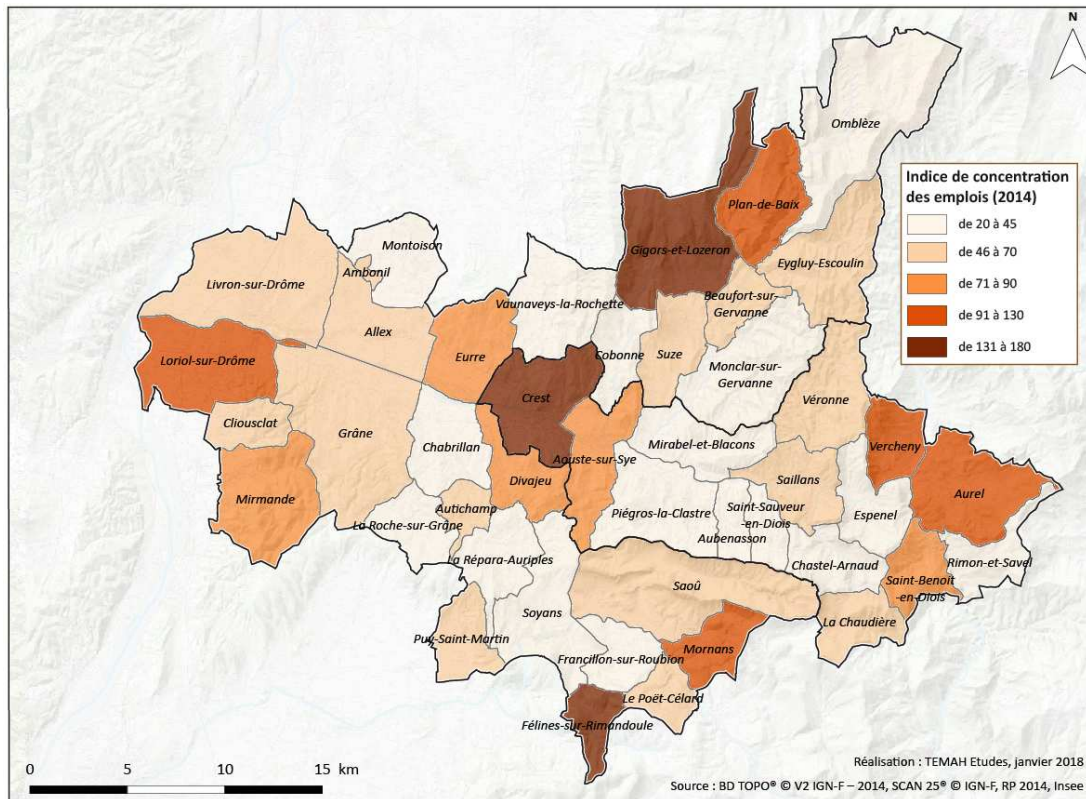 N
Omblèze
Indice de concentration
des emplois (2014)
de 20 à 45
de 46 à 70
de 71 à 90
de 91 à 130
de 131 à 180
Plan-de-Baix
Montoison
Gigors-et-Lozeron
Eygluy-Escoulin
Ambonil
Livron-sur-Drôme
Vaunaveys-la-Rochette
Beaufort-sur-
Gervanne
Allex
Loriol-sur-Drôme
Eurre
Cobonne
Suze
Monclar-sur-
Gervanne
Crest
Véronne
Cliousclat
Grâne
Chabrillan
Mirabel-et-Blacons
Vercheny
Aouste-sur-Sye
Divajeu
Saillans
Aurel
Mirmande
Piégros-la-Clastre
Saint-Sauveur
-en-Diois
Espenel
Autichamp
La Roche-sur-Grâne
Aubenasson
La Répara-Auriples
Chastel-Arnaud
Rimon-et-Savel
Saint-Benoit
-en-Diois
Saoû
Soyans
La Chaudière
Puy-Saint-Martin
Mornans
Francillon-sur-Roubion
Le Poët-Célard
Félines-sur-Rimandoule
0 5 10 15 km
Réalisation : TEMAH Etudes, janvier 2018
Source : BD TOPO® © V2 IGN-F – 2014, SCAN 25® © IGN-F, RP 2014, Insee